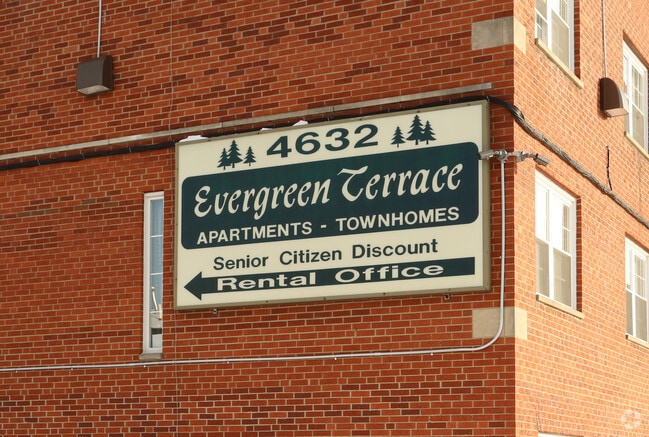 4632
Evergreen Terrace
APARTMENTS - TOWNHOMES
Senior Citizen Discount
Rental Office